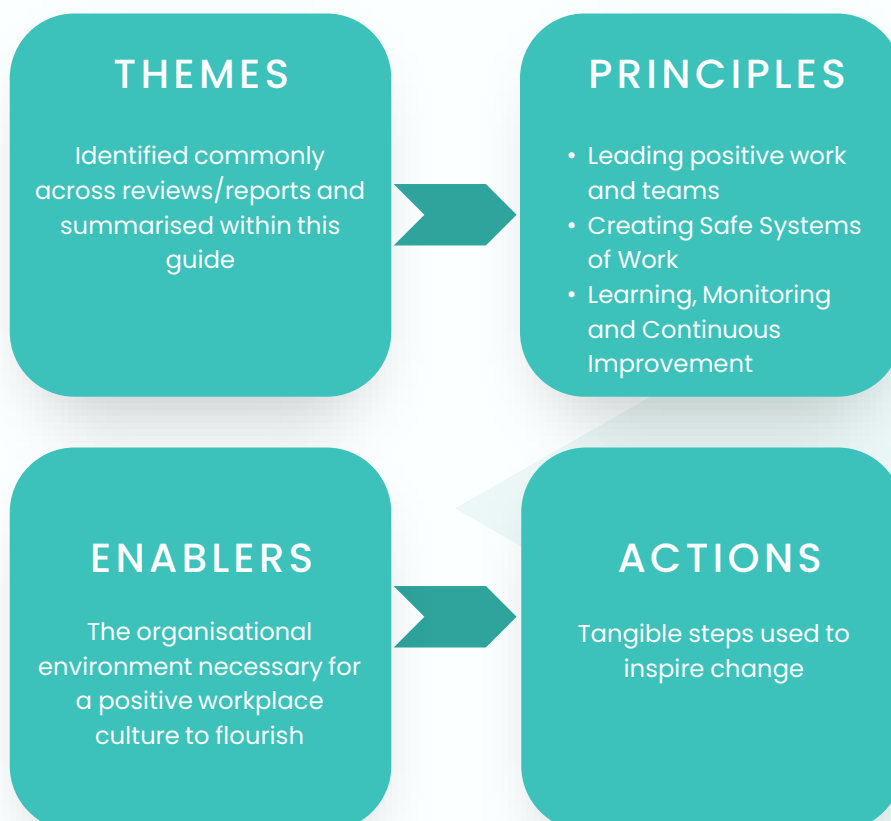 THEMES
Identified commonly
across reviews/reports and
summarised within this
guide
PRINCIPLES
• Leading positive work
and teams
• Creating Safe Systems
of Work
• Learning, Monitoring
and Continuous
Improvement
ENABLERS
The organisational
environment necessary for
a positive workplace
culture to flourish
ACTIONS
Tangible steps used to
inspire change